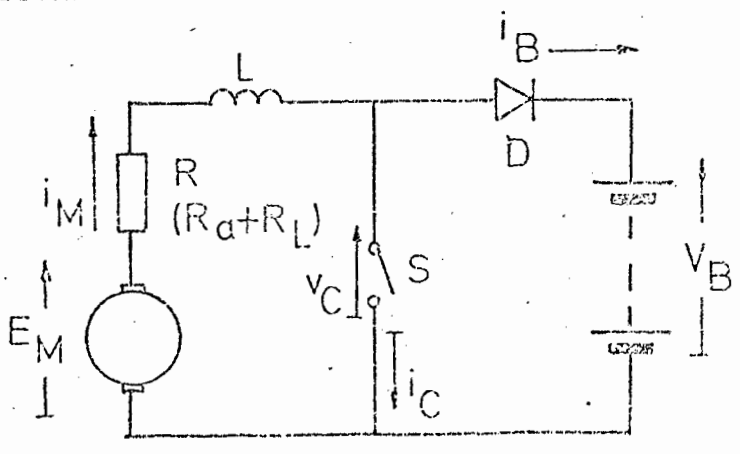 i_B
L
D
R
(R_a+R_L)
i_M
v_C
S
V_B
E_M
i_C